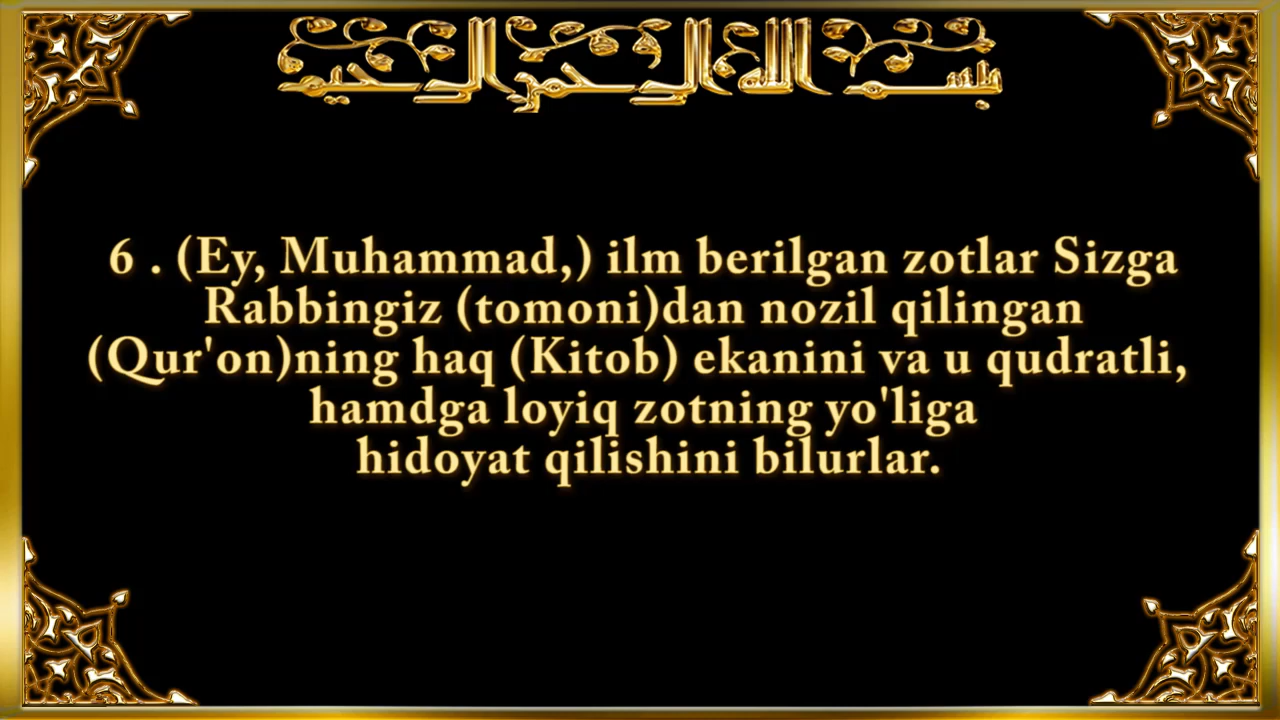 بسم الله الرحمن الرحيم
6 . (Ey, Muhammad,) ilm berilgan zotlar Sizga
Rabbingiz (tomoni)dan nozil qilingan
(Qur'on)ning haq (Kitob) ekanini va u qudratli,
hamdga loyiq zotning yo'liga
hidoyat qilishini bilurlar.